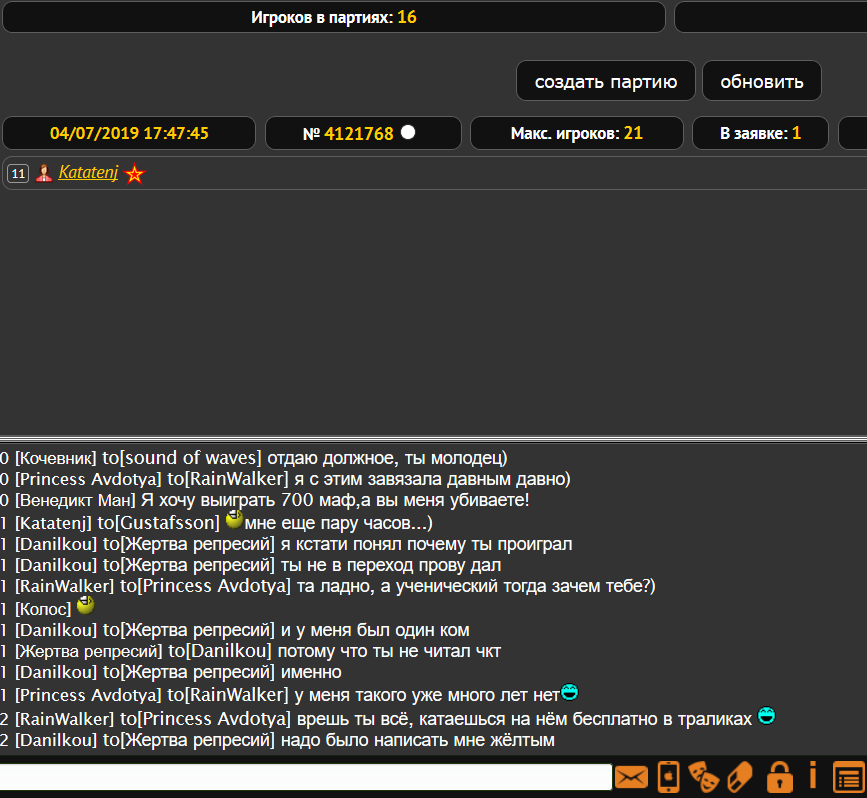 Игроков в партиях: 16
создать партию обновить
04/07/2019 17:47:45 № 4121768 Макс. игроков: 21 В заявке: 1
11 Katatenj
0 [Кочевник] to[sound of waves] отдаю должное, ты молодец)
0 [Princess Avdotya] to[RainWalker] я с этим завязала давным давно)
0 [Венедикт Ман] Я хочу выиграть 700 маф,а вы меня убиваете!
1 [Katatenj] to[Gustafsson] мне еще пару часов...)
1 [Danilkou] to[Жертва репресий] я кстати понял почему ты проиграл
1 [Danilkou] to[Жертва репресий] ты не в переход прову дал
1 [RainWalker] to[Princess Avdotya] та ладно, а ученический тогда зачем тебе?)
1 [Колос]
1 [Danilkou] to[Жертва репресий] и у меня был один ком
1 [Жертва репресий] to[Danilkou] потому что ты не читал чкт
1 [Danilkou] to[Жертва репресий] именно
1 [Princess Avdotya] to[RainWalker] у меня такого уже много лет нет
2 [RainWalker] to[Princess Avdotya] врешь ты всё, катаешься на нём бесплатно в траликах
2 [Danilkou] to[Жертва репресий] надо было написать мне жёлтым